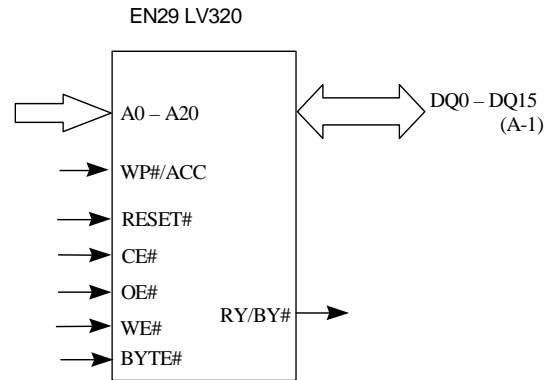 EN29 LV320
A0 – A20
DQ0 – DQ15
(A-1)
WP#/ACC
RESET#
CE#
OE#
RY/BY#
WE#
BYTE#